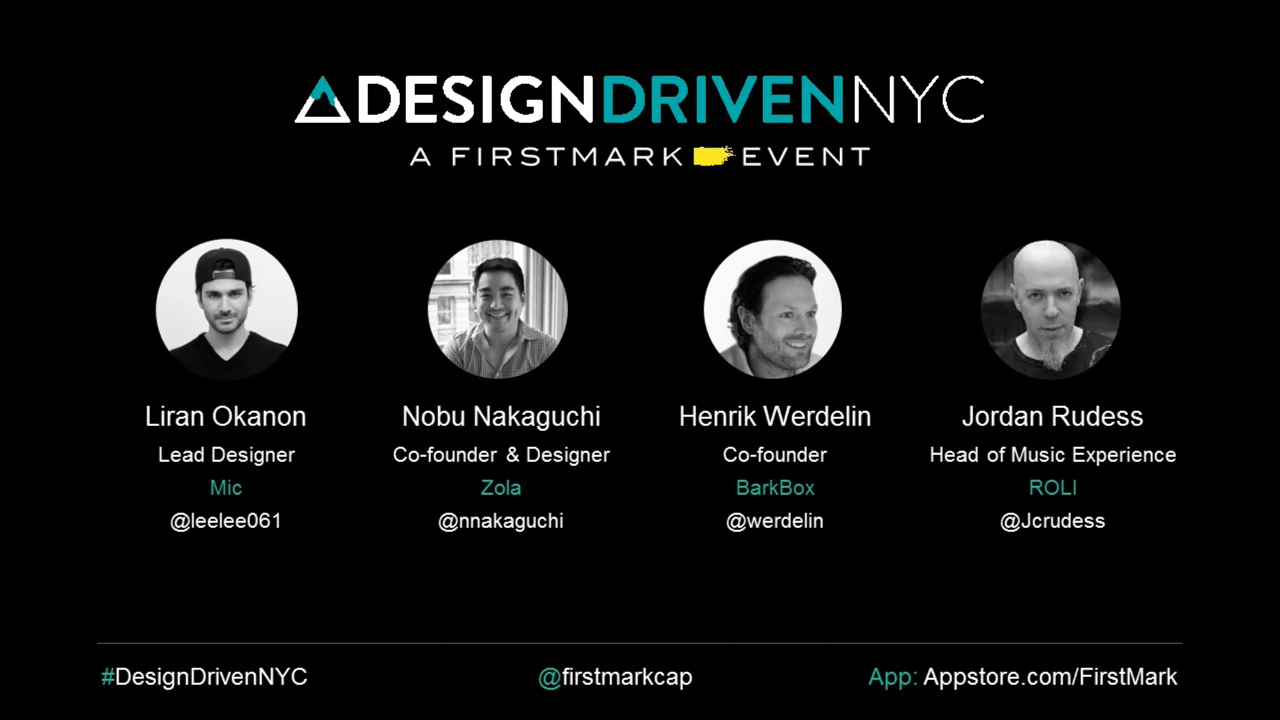 DESIGNDRIVENNYC
A FIRSTMARK EVENT
Liran Okanon
Lead Designer
Mic
@leelee061
Nobu Nakaguchi
Co-founder & Designer
Zola
@nnakaguchi
Henrik Werdelin
Co-founder
BarkBox
@werdelin
Jordan Rudess
Head of Music Experience
ROLI
@Jcrudess
#DesignDrivenNYC
@firstmarkcap
App: Appstore.com/FirstMark